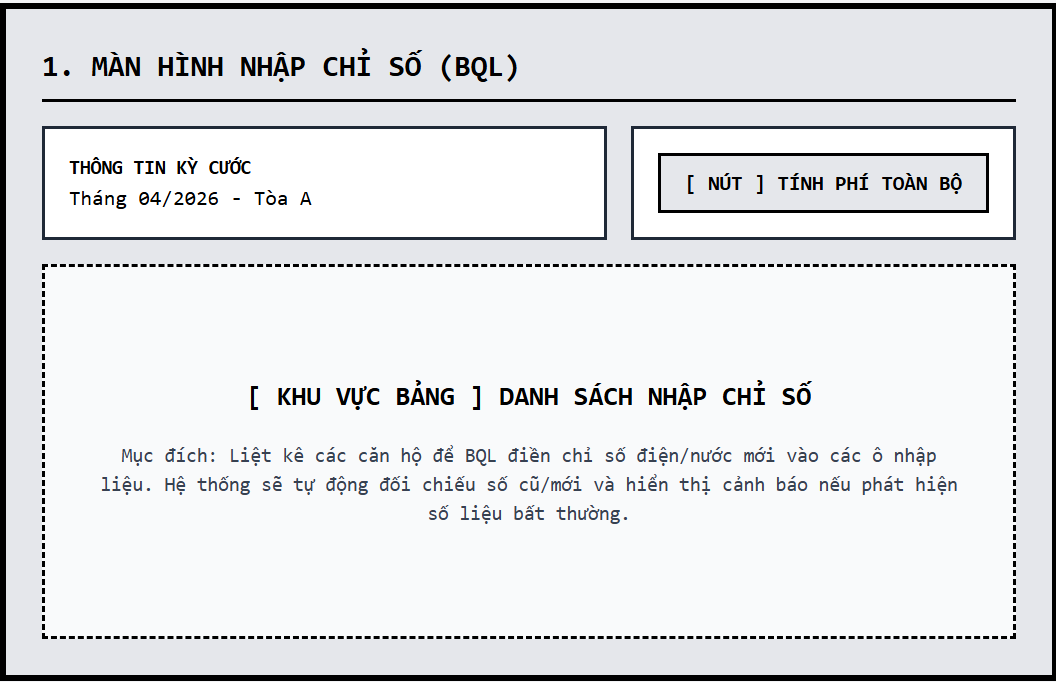 1. MÀN HÌNH NHẬP CHỈ SỐ (BQL)
THÔNG TIN KỲ CƯỚC
Tháng 04/2026 - Tòa A
[ NÚT ] TÍNH PHÍ TOÀN BỘ
[ KHU VỰC BẢNG ] DANH SÁCH NHẬP CHỈ SỐ
Mục đích: Liệt kê các căn hộ để BQL điền chỉ số điện/nước mới vào các ô nhập
liệu. Hệ thống sẽ tự động đối chiếu số cũ/mới và hiển thị cảnh báo nếu phát hiện
số liệu bất thường.